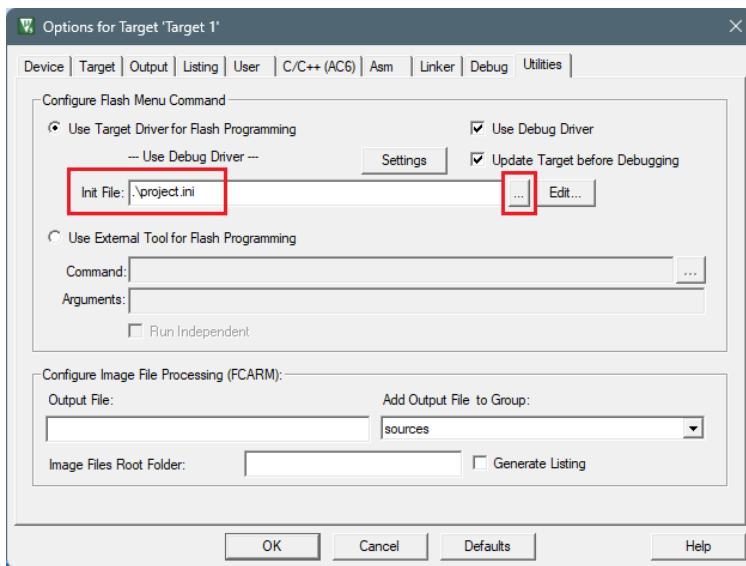 Options for Target 'Target 1'
Device Target Output Listing User C/C++ (AC6) Asm Linker Debug Utilities
Configure Flash Menu Command
Use Target Driver for Flash Programming Use Debug Driver
--- Use Debug Driver --- Settings Update Target before Debugging
Init File: .\project.ini ... Edit...
Use External Tool for Flash Programming
Command: ...
Arguments:
Run Independent
Configure Image File Processing (FCARM):
Output File: Add Output File to Group:
sources
Image Files Root Folder: Generate Listing
OK Cancel Defaults Help